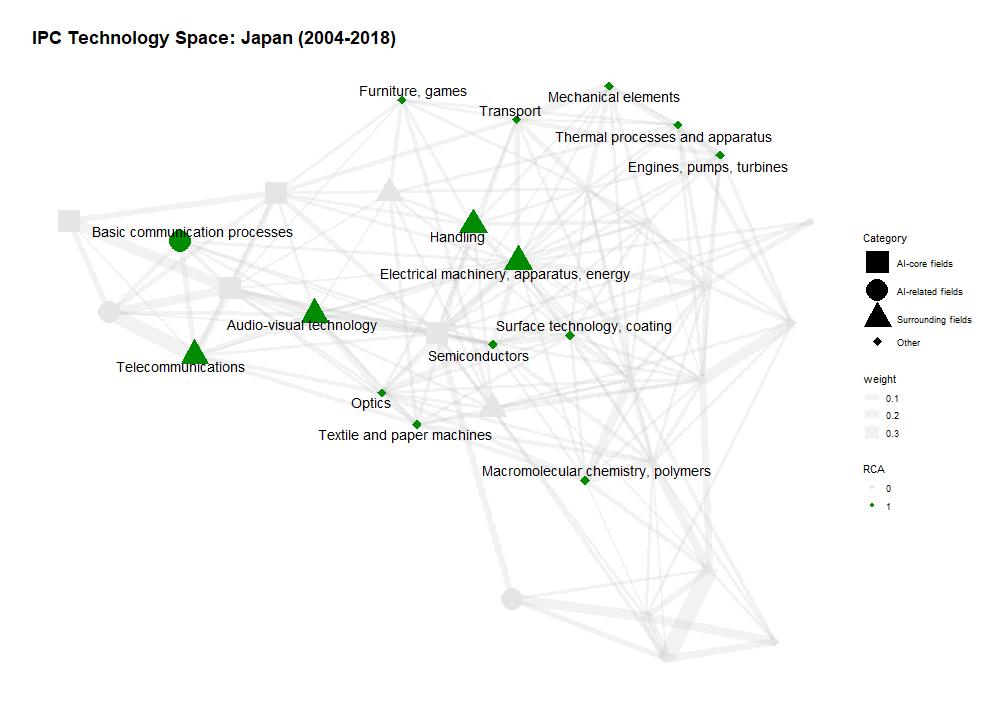 IPC Technology Space: Japan (2004-2018)
Furniture, games
Mechanical elements
Transport
Thermal processes and apparatus
Engines, pumps, turbines
Basic communication processes
Handling
Electrical machinery, apparatus, energy
Audio-visual technology
Surface technology, coating
Semiconductors
Telecommunications
Optics
Textile and paper machines
Macromolecular chemistry, polymers
Category
AI-core fields
AI-related fields
Surrounding fields
Other
weight
0.1
0.2
0.3
RCA
0
1